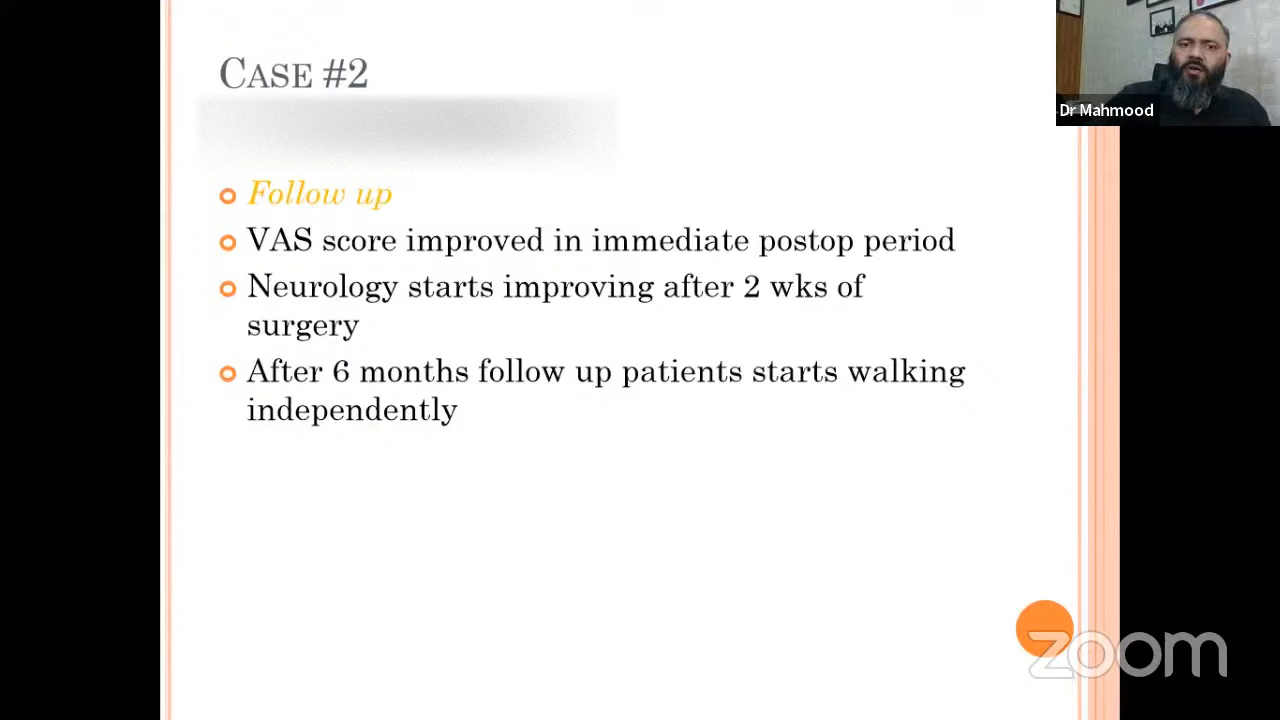 CASE #2
Follow up
VAS score improved in immediate postop period
Neurology starts improving after 2 wks of
surgery
After 6 months follow up patients starts walking
independently
Dr Mahmood
zoom